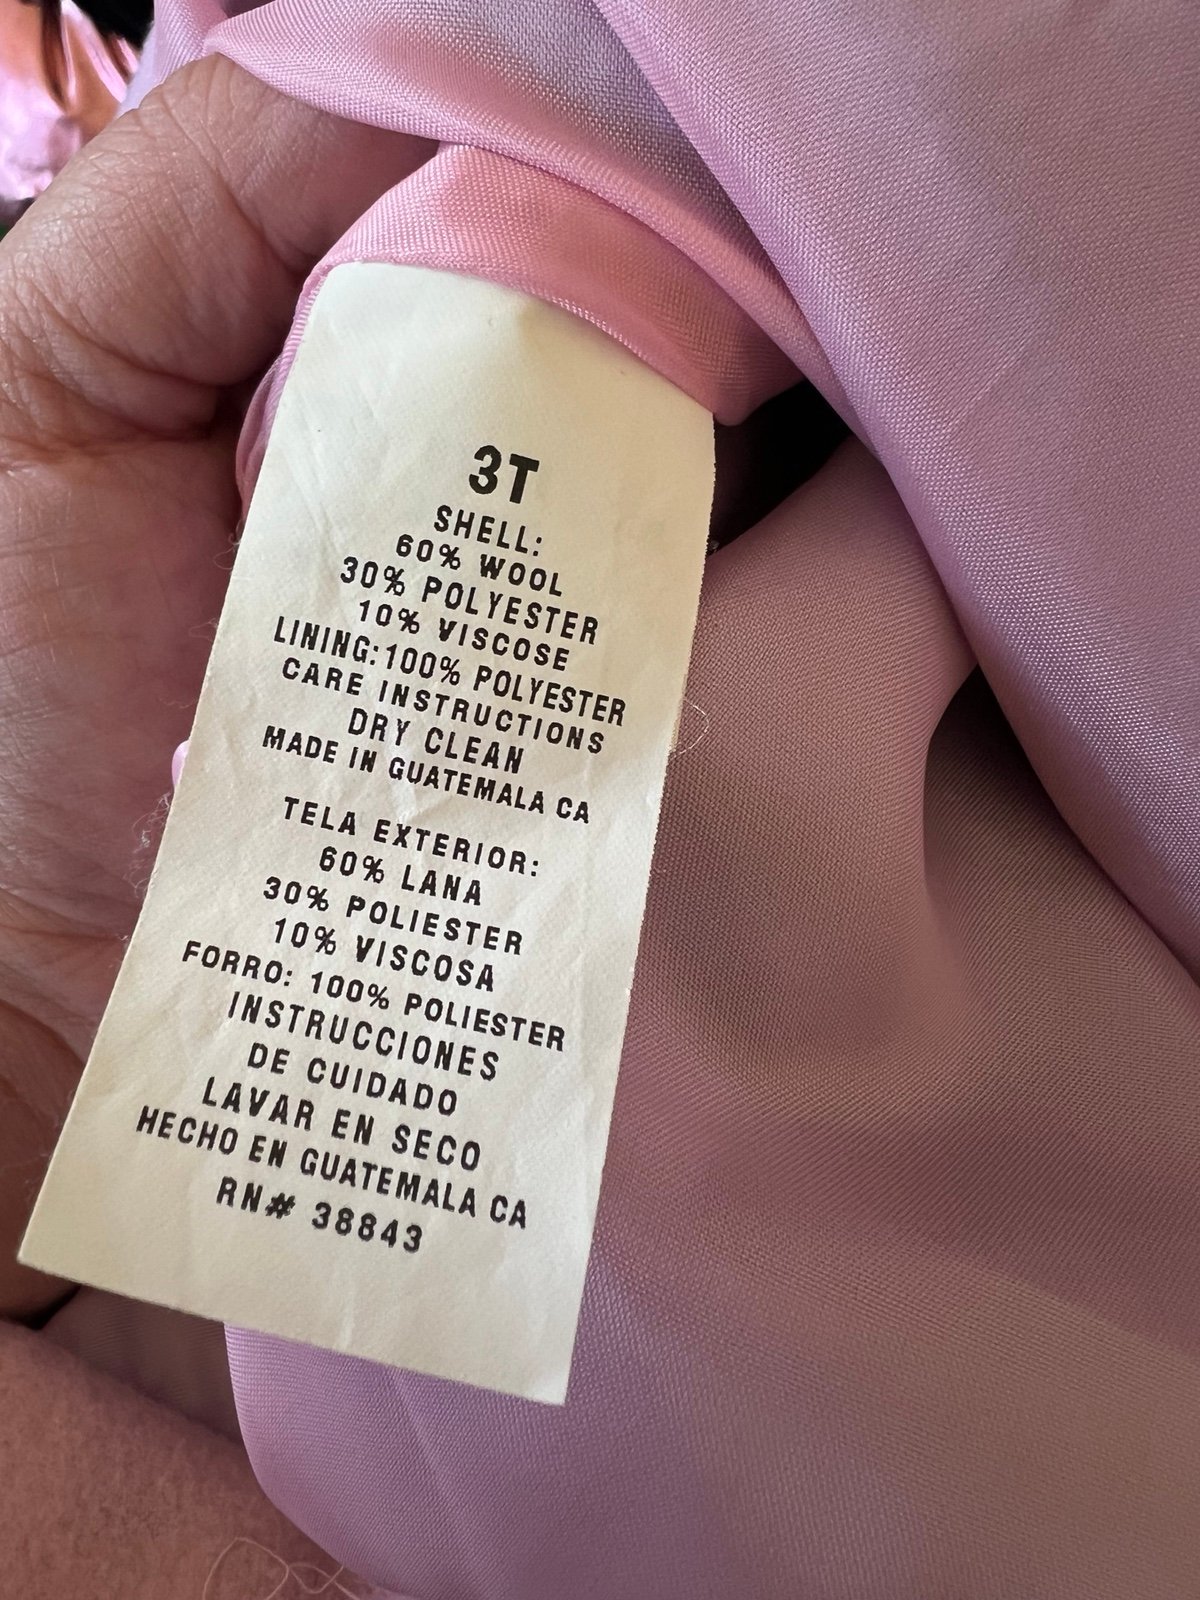 3T
SHELL:
60% WOOL
30% POLYESTER
10% VISCOSE
LINING:100% POLYESTER
CARE INSTRUCTIONS
DRY CLEAN
MADE IN GUATEMALA CA
TELA EXTERIOR:
60% LANA
30% POLIESTER
10% VISCOSA
FORRO: 100% POLIESTER
INSTRUCCIONES
DE CUIDADO
LAVAR EN SECO
HECHO EN GUATEMALA CA
RN# 38843